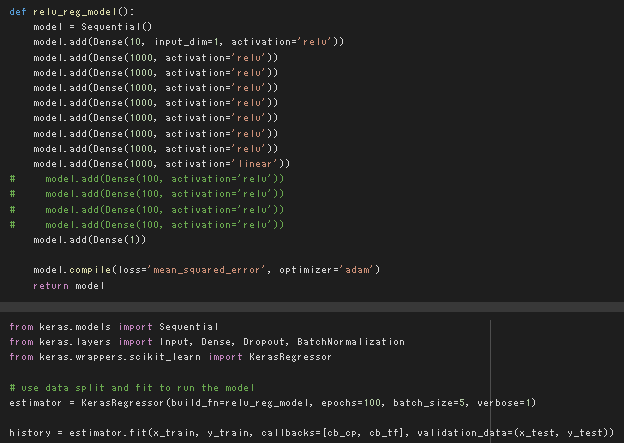 def relu_reg_model():
    model = Sequential()
    model.add(Dense(10, input_dim=1, activation='relu'))
    model.add(Dense(1000, activation='relu'))
    model.add(Dense(1000, activation='relu'))
    model.add(Dense(1000, activation='relu'))
    model.add(Dense(1000, activation='relu'))
    model.add(Dense(1000, activation='relu'))
    model.add(Dense(1000, activation='relu'))
    model.add(Dense(1000, activation='relu'))
    model.add(Dense(1000, activation='linear'))
#     model.add(Dense(100, activation='relu'))
#     model.add(Dense(100, activation='relu'))
#     model.add(Dense(100, activation='relu'))
#     model.add(Dense(100, activation='relu'))
    model.add(Dense(1))

    model.compile(loss='mean_squared_error', optimizer='adam')
    return model

from keras.models import Sequential
from keras.layers import Input, Dense, Dropout, BatchNormalization
from keras.wrappers.scikit_learn import KerasRegressor

# use data split and fit to run the model
estimator = KerasRegressor(build_fn=relu_reg_model, epochs=100, batch_size=5, verbose=1)

history = estimator.fit(x_train, y_train, callbacks=[cb_cp, cb_tf], validation_data=(x_test, y_test))